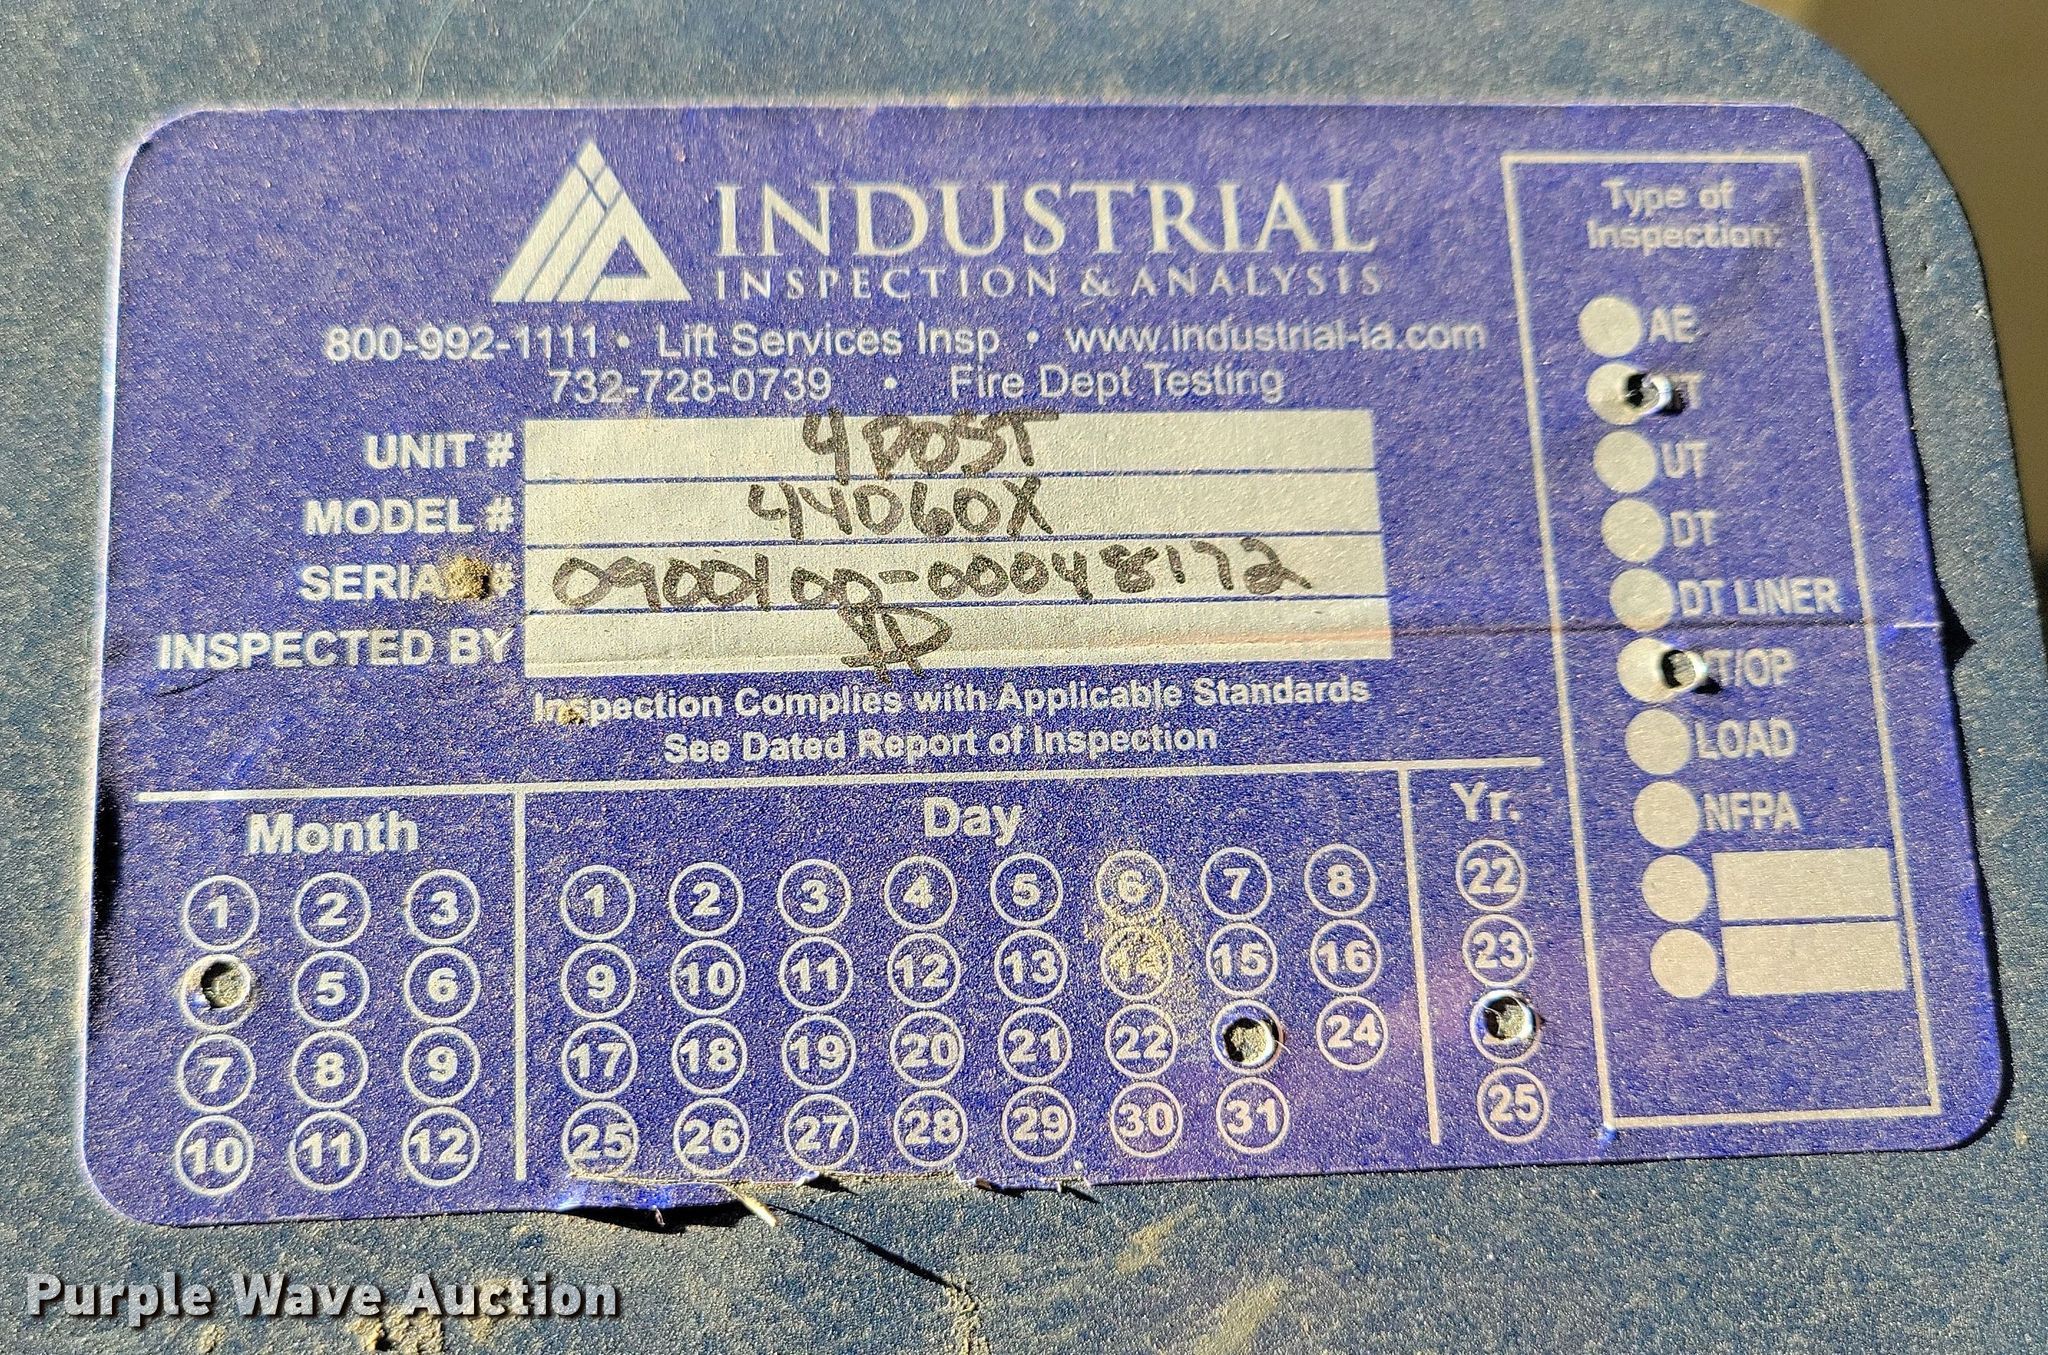 INDUSTRIAL
INSPECTION & ANALYSIS
800-992-1111 • Lift Services Insp • www.industrial-ia.com
732-728-0739 • Fire Dept Testing
UNIT # 4 POST
MODEL # 44060X
SERIA # 0900100-00048172
INSPECTED BY
Inspection Complies with Applicable Standards
See Dated Report of Inspection
Month
1 2 3
5 6
7 8 9
10 11 12
Day
1 2 3 4 5 6 7 8
9 10 11 12 13 14 15 16
17 18 19 20 21 22 24
25 26 27 28 29 30 31
Yr.
22
23
25
Type of
Inspection:
AE
T
UT
DT
DT LINER
T/OP
LOAD
NFPA
Purple Wave Auction